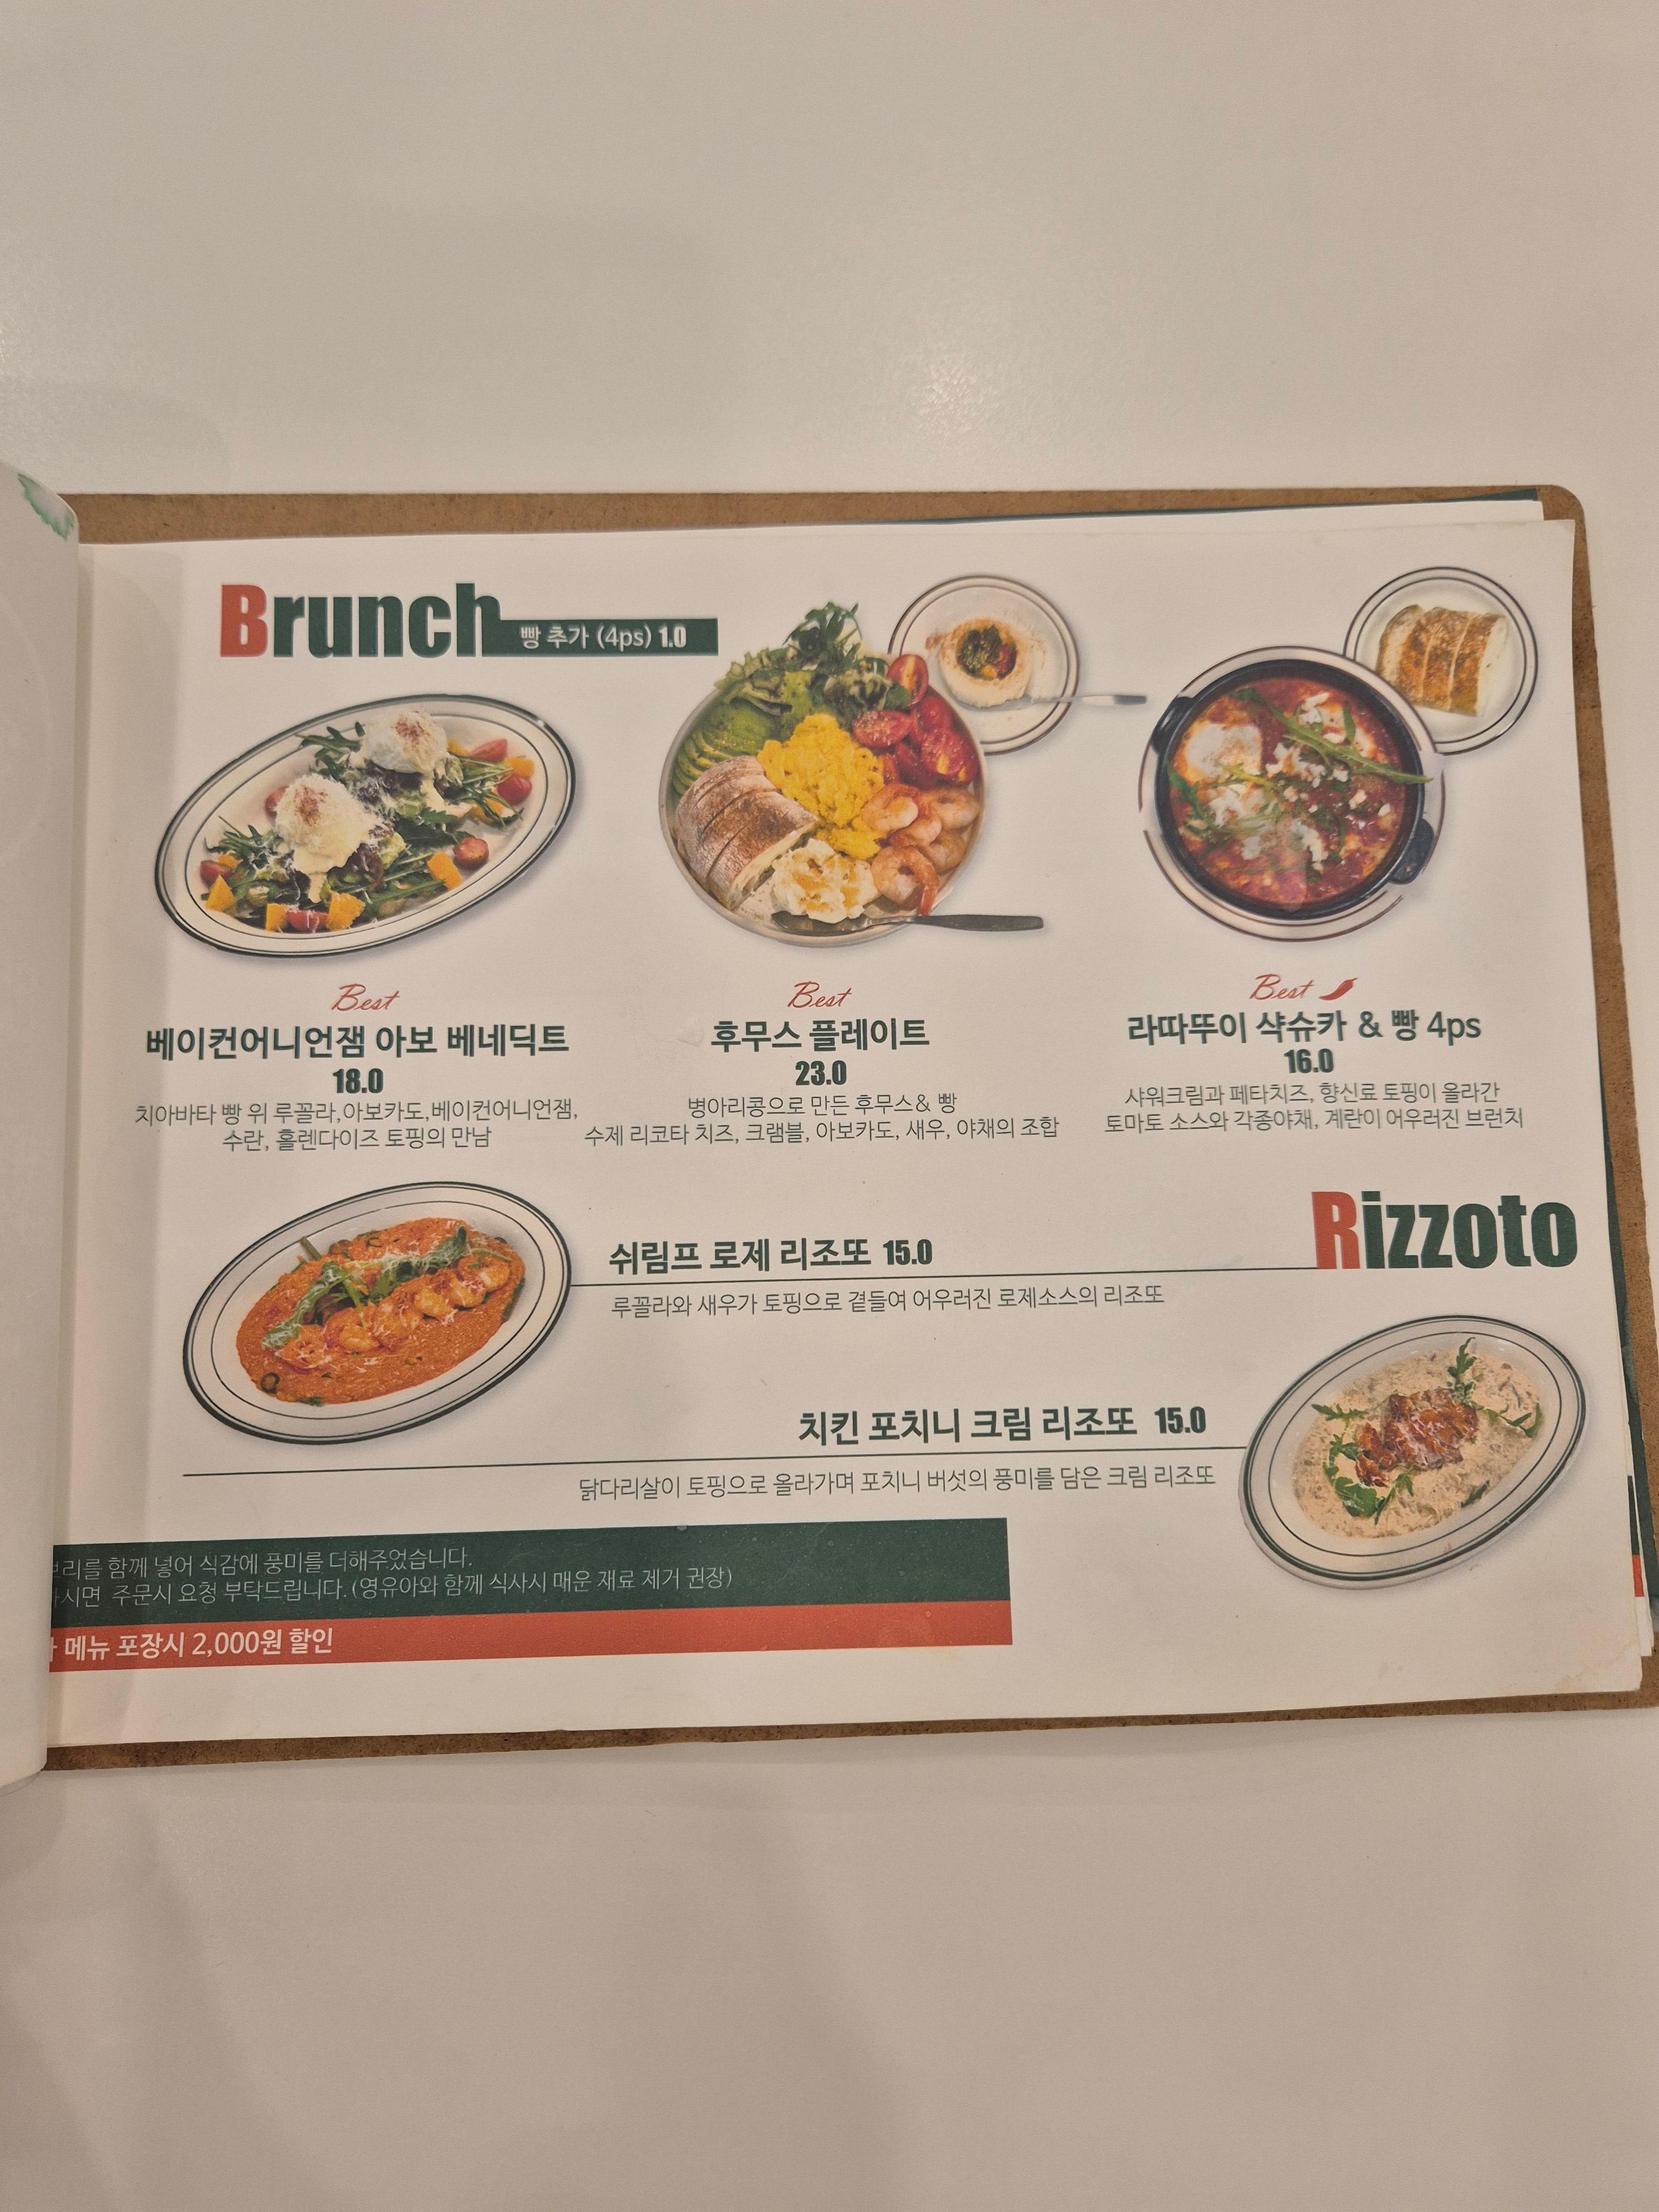 Brunch 빵 추가 (4ps) 1.0
Best
베이컨어니언잼 아보 베네딕트
18.0
치아바타 빵 위 루꼴라,아보카도,베이컨어니언잼,
수란, 홀렌다이즈 토핑의 만남
Best
후무스 플레이트
23.0
병아리콩으로 만든 후무스& 빵
수제 리코타 치즈, 크램블, 아보카도, 새우, 야채의 조합
Best
라따뚜이 샥슈카 & 빵 4ps
16.0
샤워크림과 페타치즈, 향신료 토핑이 올라간
토마토 소스와 각종야채, 계란이 어우러진 브런치
Rizzoto
쉬림프 로제 리조또 15.0
루꼴라와 새우가 토핑으로 곁들여 어우러진 로제소스의 리조또
치킨 포치니 크림 리조또 15.0
닭다리살이 토핑으로 올라가며 포치니 버섯의 풍미를 담은 크림 리조또
함께 넣어 식감에 풍미를 더해주었습니다.
주문시 요청 부탁드립니다.(영유아와 함께 식사시 매운 재료 제거 권장)
메뉴 포장시 2,000원 할인